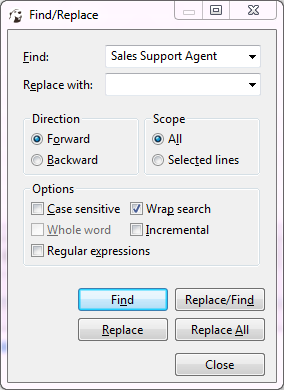 Find/Replace
Find: Sales Support Agent
Replace with:
Direction Scope
Forward All
Backward Selected lines
Options
Case sensitive Wrap search
Whole word Incremental
Regular expressions
Find Replace/Find
Replace Replace All
Close